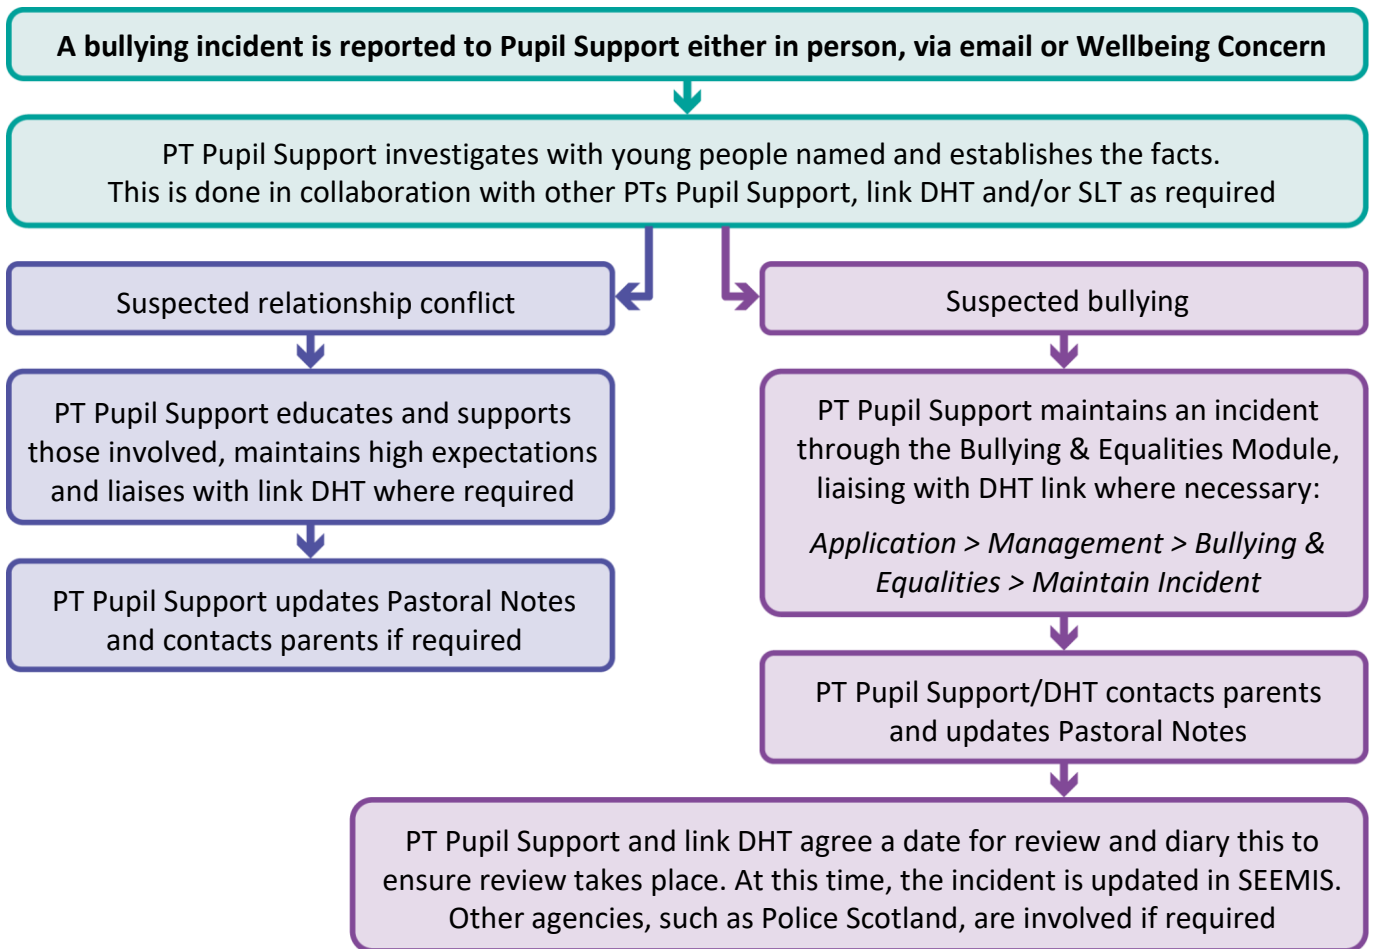 A bullying incident is reported to Pupil Support either in person, via email or Wellbeing Concern
PT Pupil Support investigates with young people named and establishes the facts.
This is done in collaboration with other PTs Pupil Support, link DHT and/or SLT as required
Suspected relationship conflict
PT Pupil Support educates and supports
those involved, maintains high expectations
and liaises with link DHT where required
PT Pupil Support updates Pastoral Notes
and contacts parents if required
Suspected bullying
PT Pupil Support maintains an incident
through the Bullying & Equalities Module,
liaising with DHT link where necessary:
Application > Management > Bullying &
Equalities > Maintain Incident
PT Pupil Support/DHT contacts parents
and updates Pastoral Notes
PT Pupil Support and link DHT agree a date for review and diary this to
ensure review takes place. At this time, the incident is updated in SEEMIS.
Other agencies, such as Police Scotland, are involved if required